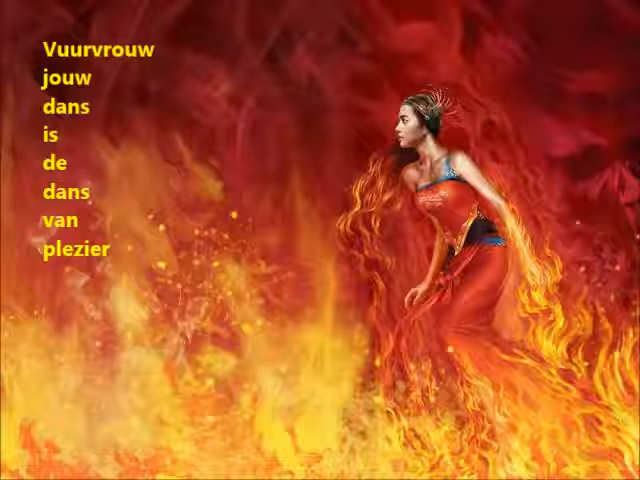 Vuurvrouw
jouw
dans
is
de
dans
van
plezier